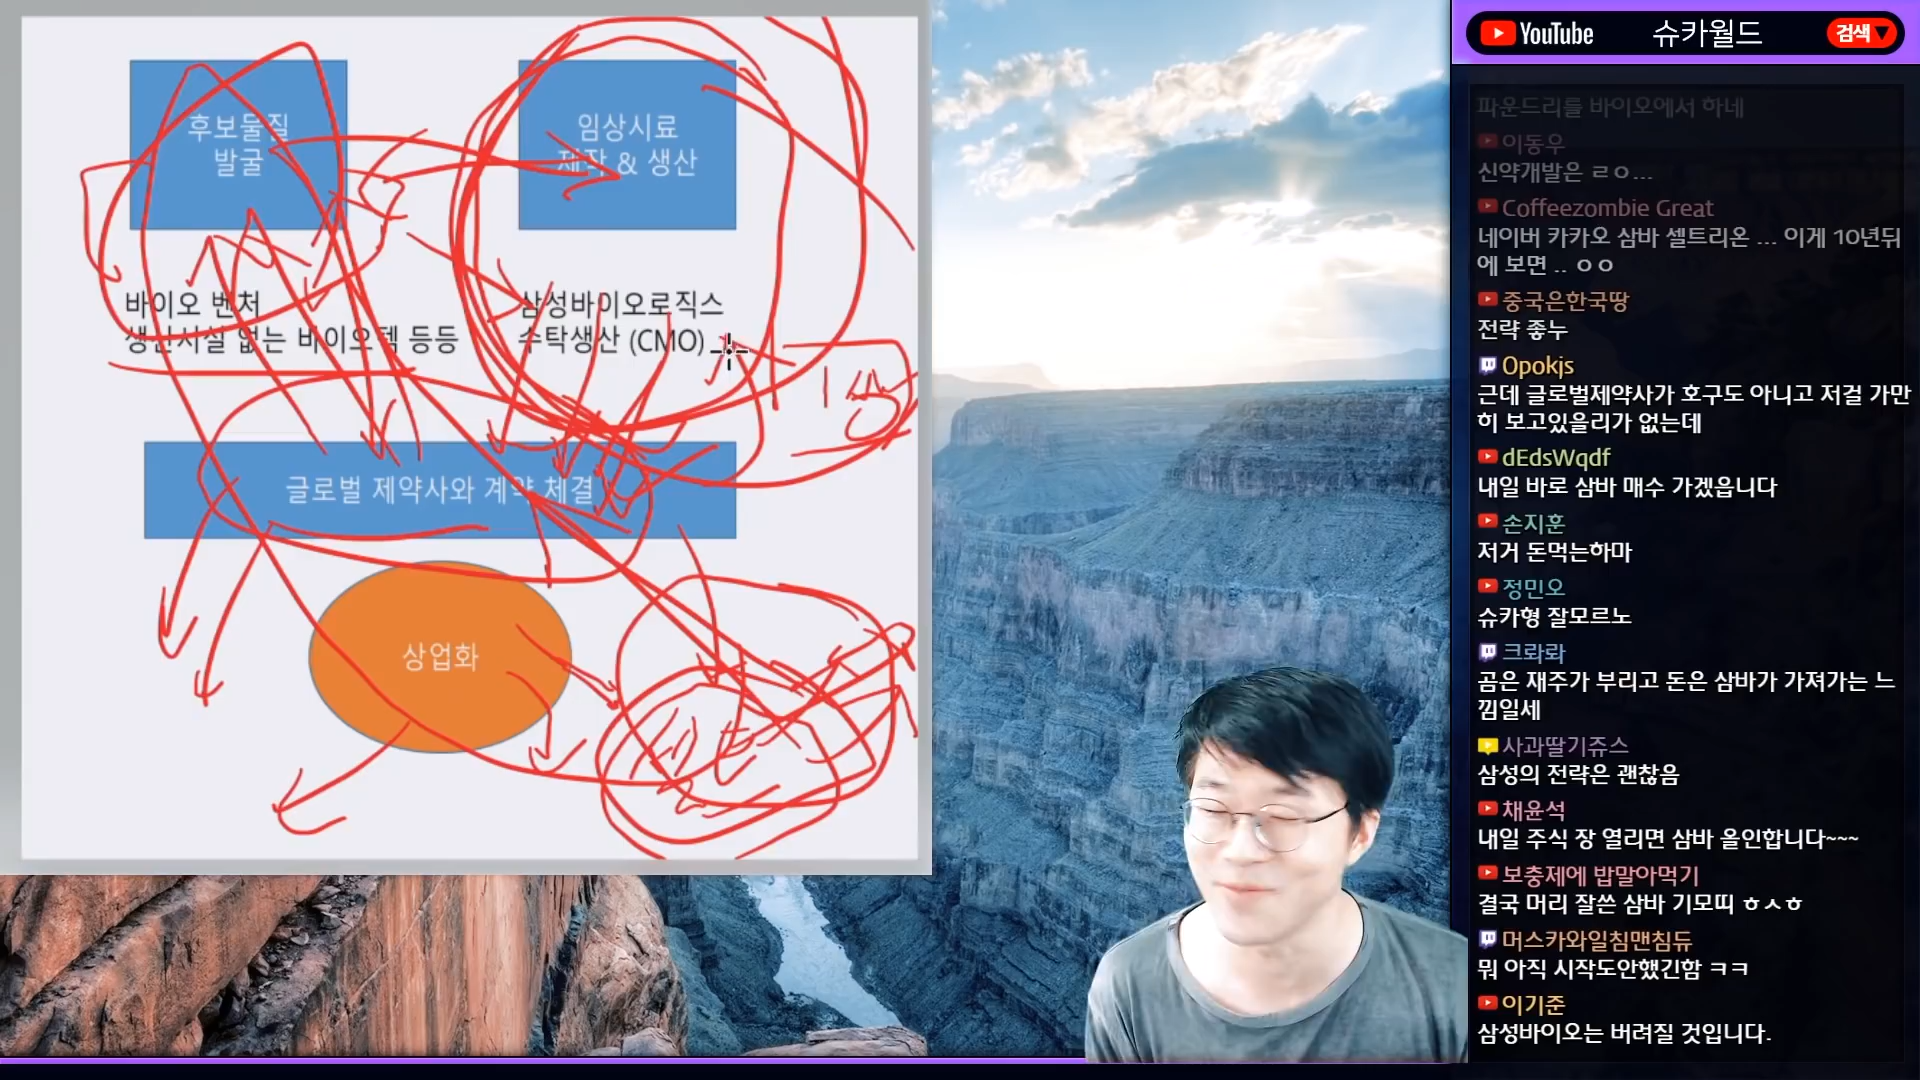 후보물질
발굴
임상시료
제작 & 생산
바이오 벤처
생산시설 없는 바이오텍 등등
삼성바이오로직스
수탁생산 (CMO)
글로벌 제약사와 계약 체결
상업화
YouTube
슈카월드
검색▼
파운드리를 바이오에서 하네
이동우
신약개발은 ㄹㅇ...
Coffeezombie Great
네이버 카카오 삼바 셀트리온 ... 이게 10년뒤
에 보면 .. ㅇㅇ
중국은한국땅
전략 좋누
Opokjs
근데 글로벌제약사가 호구도 아니고 저걸 가만
히 보고있을리가 없는데
dEdsWqdf
내일 바로 삼바 매수 가겠읍니다
손지훈
저거 돈먹는하마
정민오
슈카형 잘모르노
크롸롸
곰은 재주가 부리고 돈은 삼바가 가져가는 느
낌일세
사과딸기쥬스
삼성의 전략은 괜찮음
채윤석
내일 주식 장 열리면 삼바 올인합니다~~~
보충제에 밥말아먹기
결국 머리 잘쓴 삼바 기모띠 ㅎㅅㅎ
머스카와일침맨침듀
뭐 아직 시작도안했긴함 ㅋㅋ
이기준
삼성바이오는 버려질 것입니다.